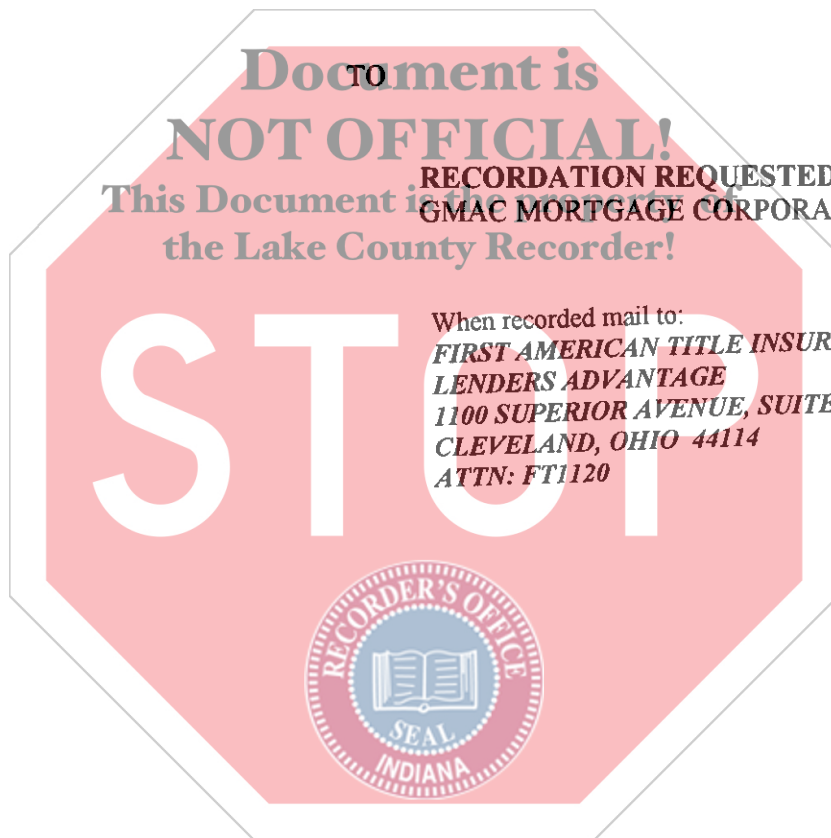 Document is
TO
NOT OFFICIAL!
This Document is the property of
the Lake County Recorder!
RECORDATION REQUESTED
GMAC MORTGAGE CORPORA
When recorded mail to:
FIRST AMERICAN TITLE INSUR
LENDERS ADVANTAGE
1100 SUPERIOR AVENUE, SUITE
CLEVELAND, OHIO 44114
ATTN: FT1120
STOP
RECORDER'S OFFICE
SEAL
INDIANA